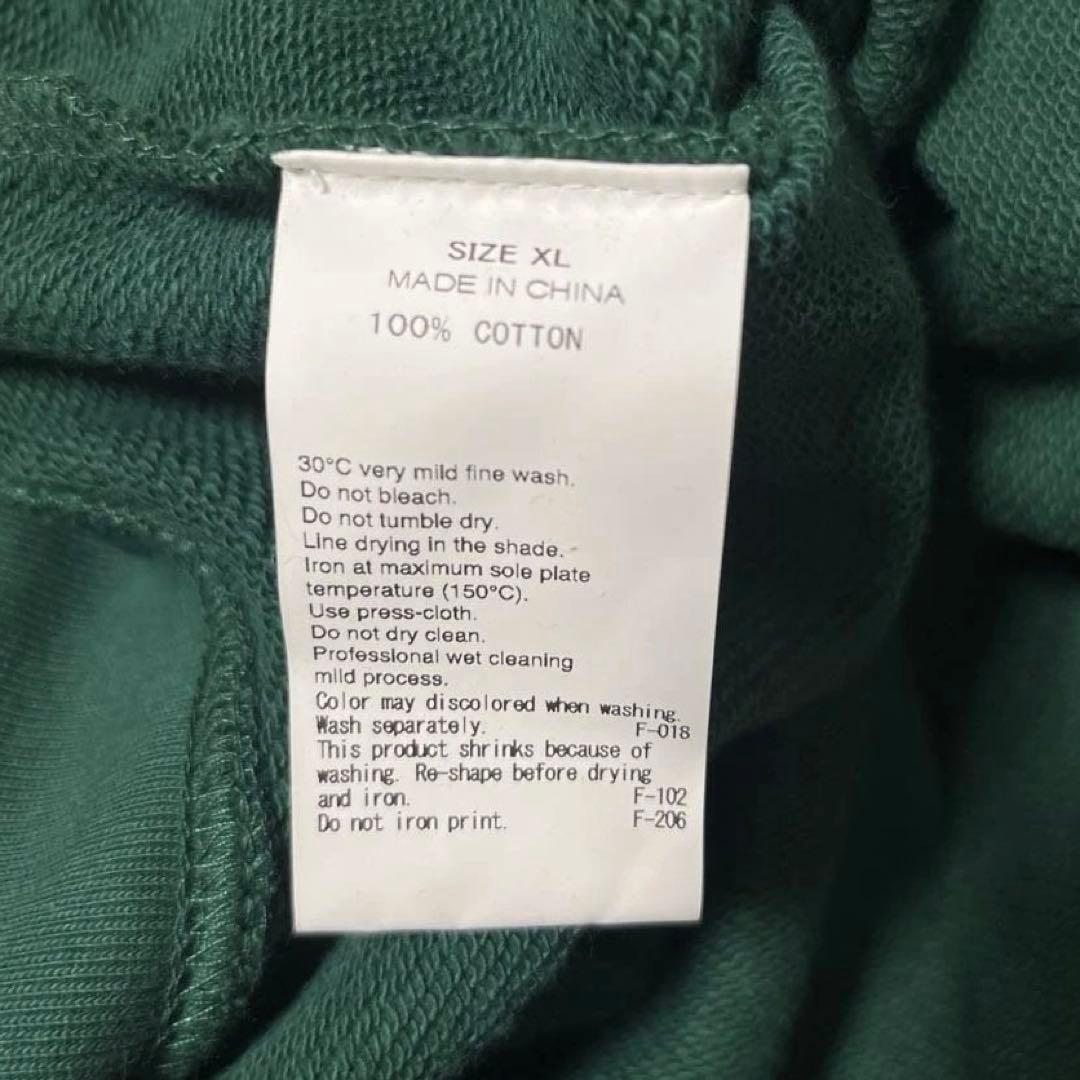 SIZE XL
MADE IN CHINA
100% COTTON
30°C very mild fine wash.
Do not bleach.
Do not tumble dry.
Line drying in the shade.
Iron at maximum sole plate
temperature (150°C).
Use press-cloth.
Do not dry clean.
Professional wet cleaning
mild process.
Color may discolored when washing.
Wash separately. F-018
This product shrinks because of
washing. Re-shape before drying
and iron. F-102
Do not iron print. F-206